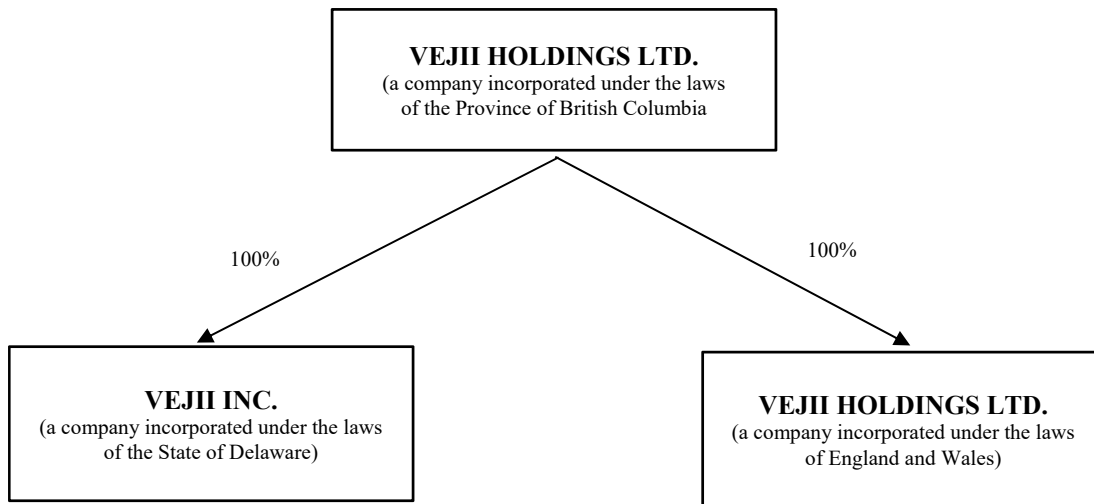 VEJII HOLDINGS LTD.
(a company incorporated under the laws
of the Province of British Columbia
100%
100%
VEJII INC.
(a company incorporated under the laws
of the State of Delaware)
VEJII HOLDINGS LTD.
(a company incorporated under the laws
of England and Wales)